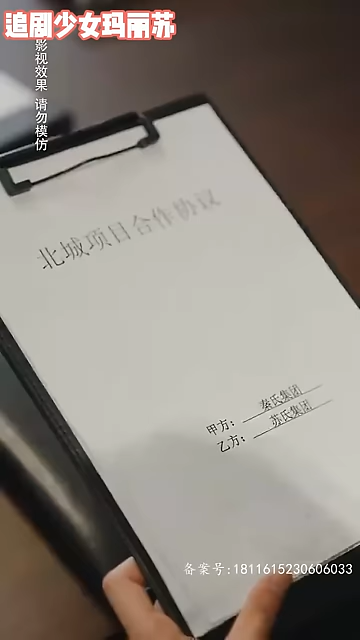 追剧少女玛丽苏
影视效果 请勿模仿
北城项目合作协议
甲方：秦氏集团
乙方：苏氏集团
备案号:1811615230606033